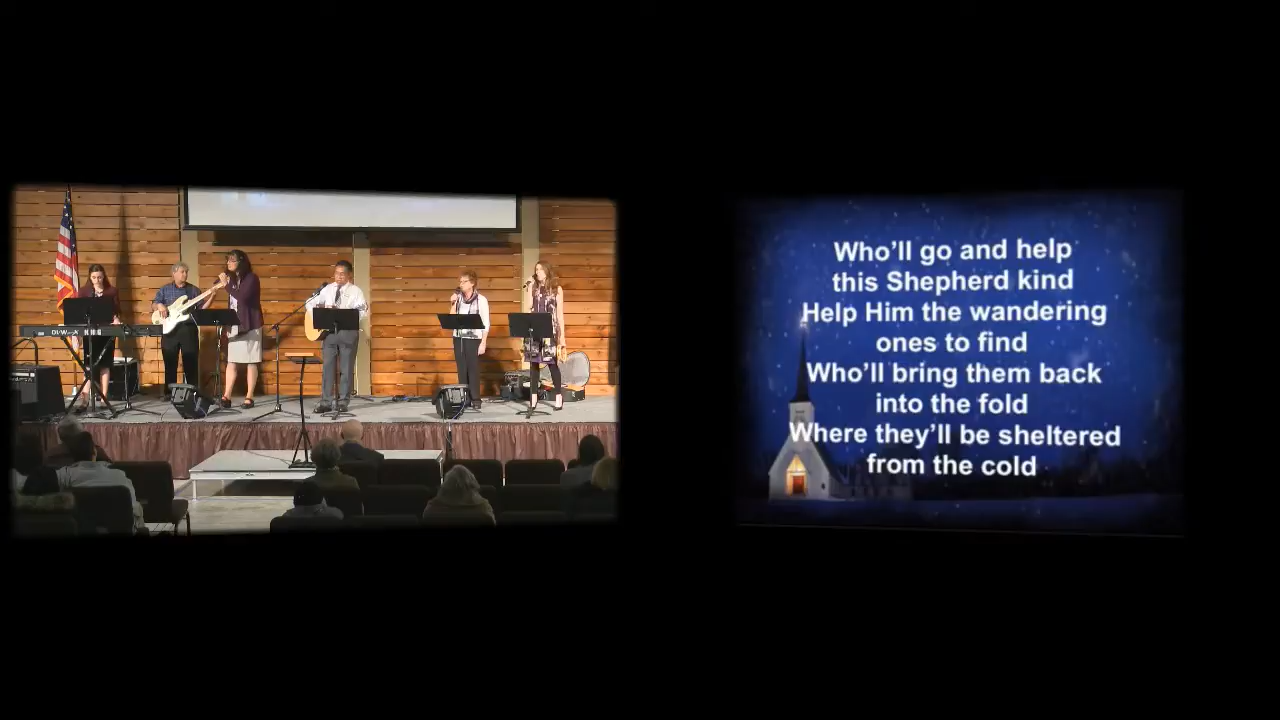 Who'll go and help
this Shepherd kind
Help Him the wandering
ones to find
Who'll bring them back
into the fold
Where they'll be sheltered
from the cold